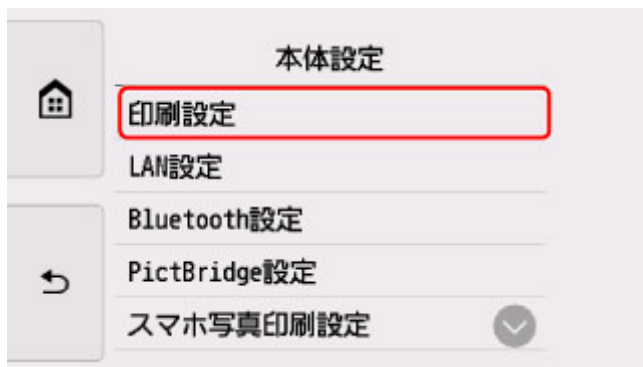 本体設定
印刷設定
LAN設定
Bluetooth設定
PictBridge設定
スマホ写真印刷設定